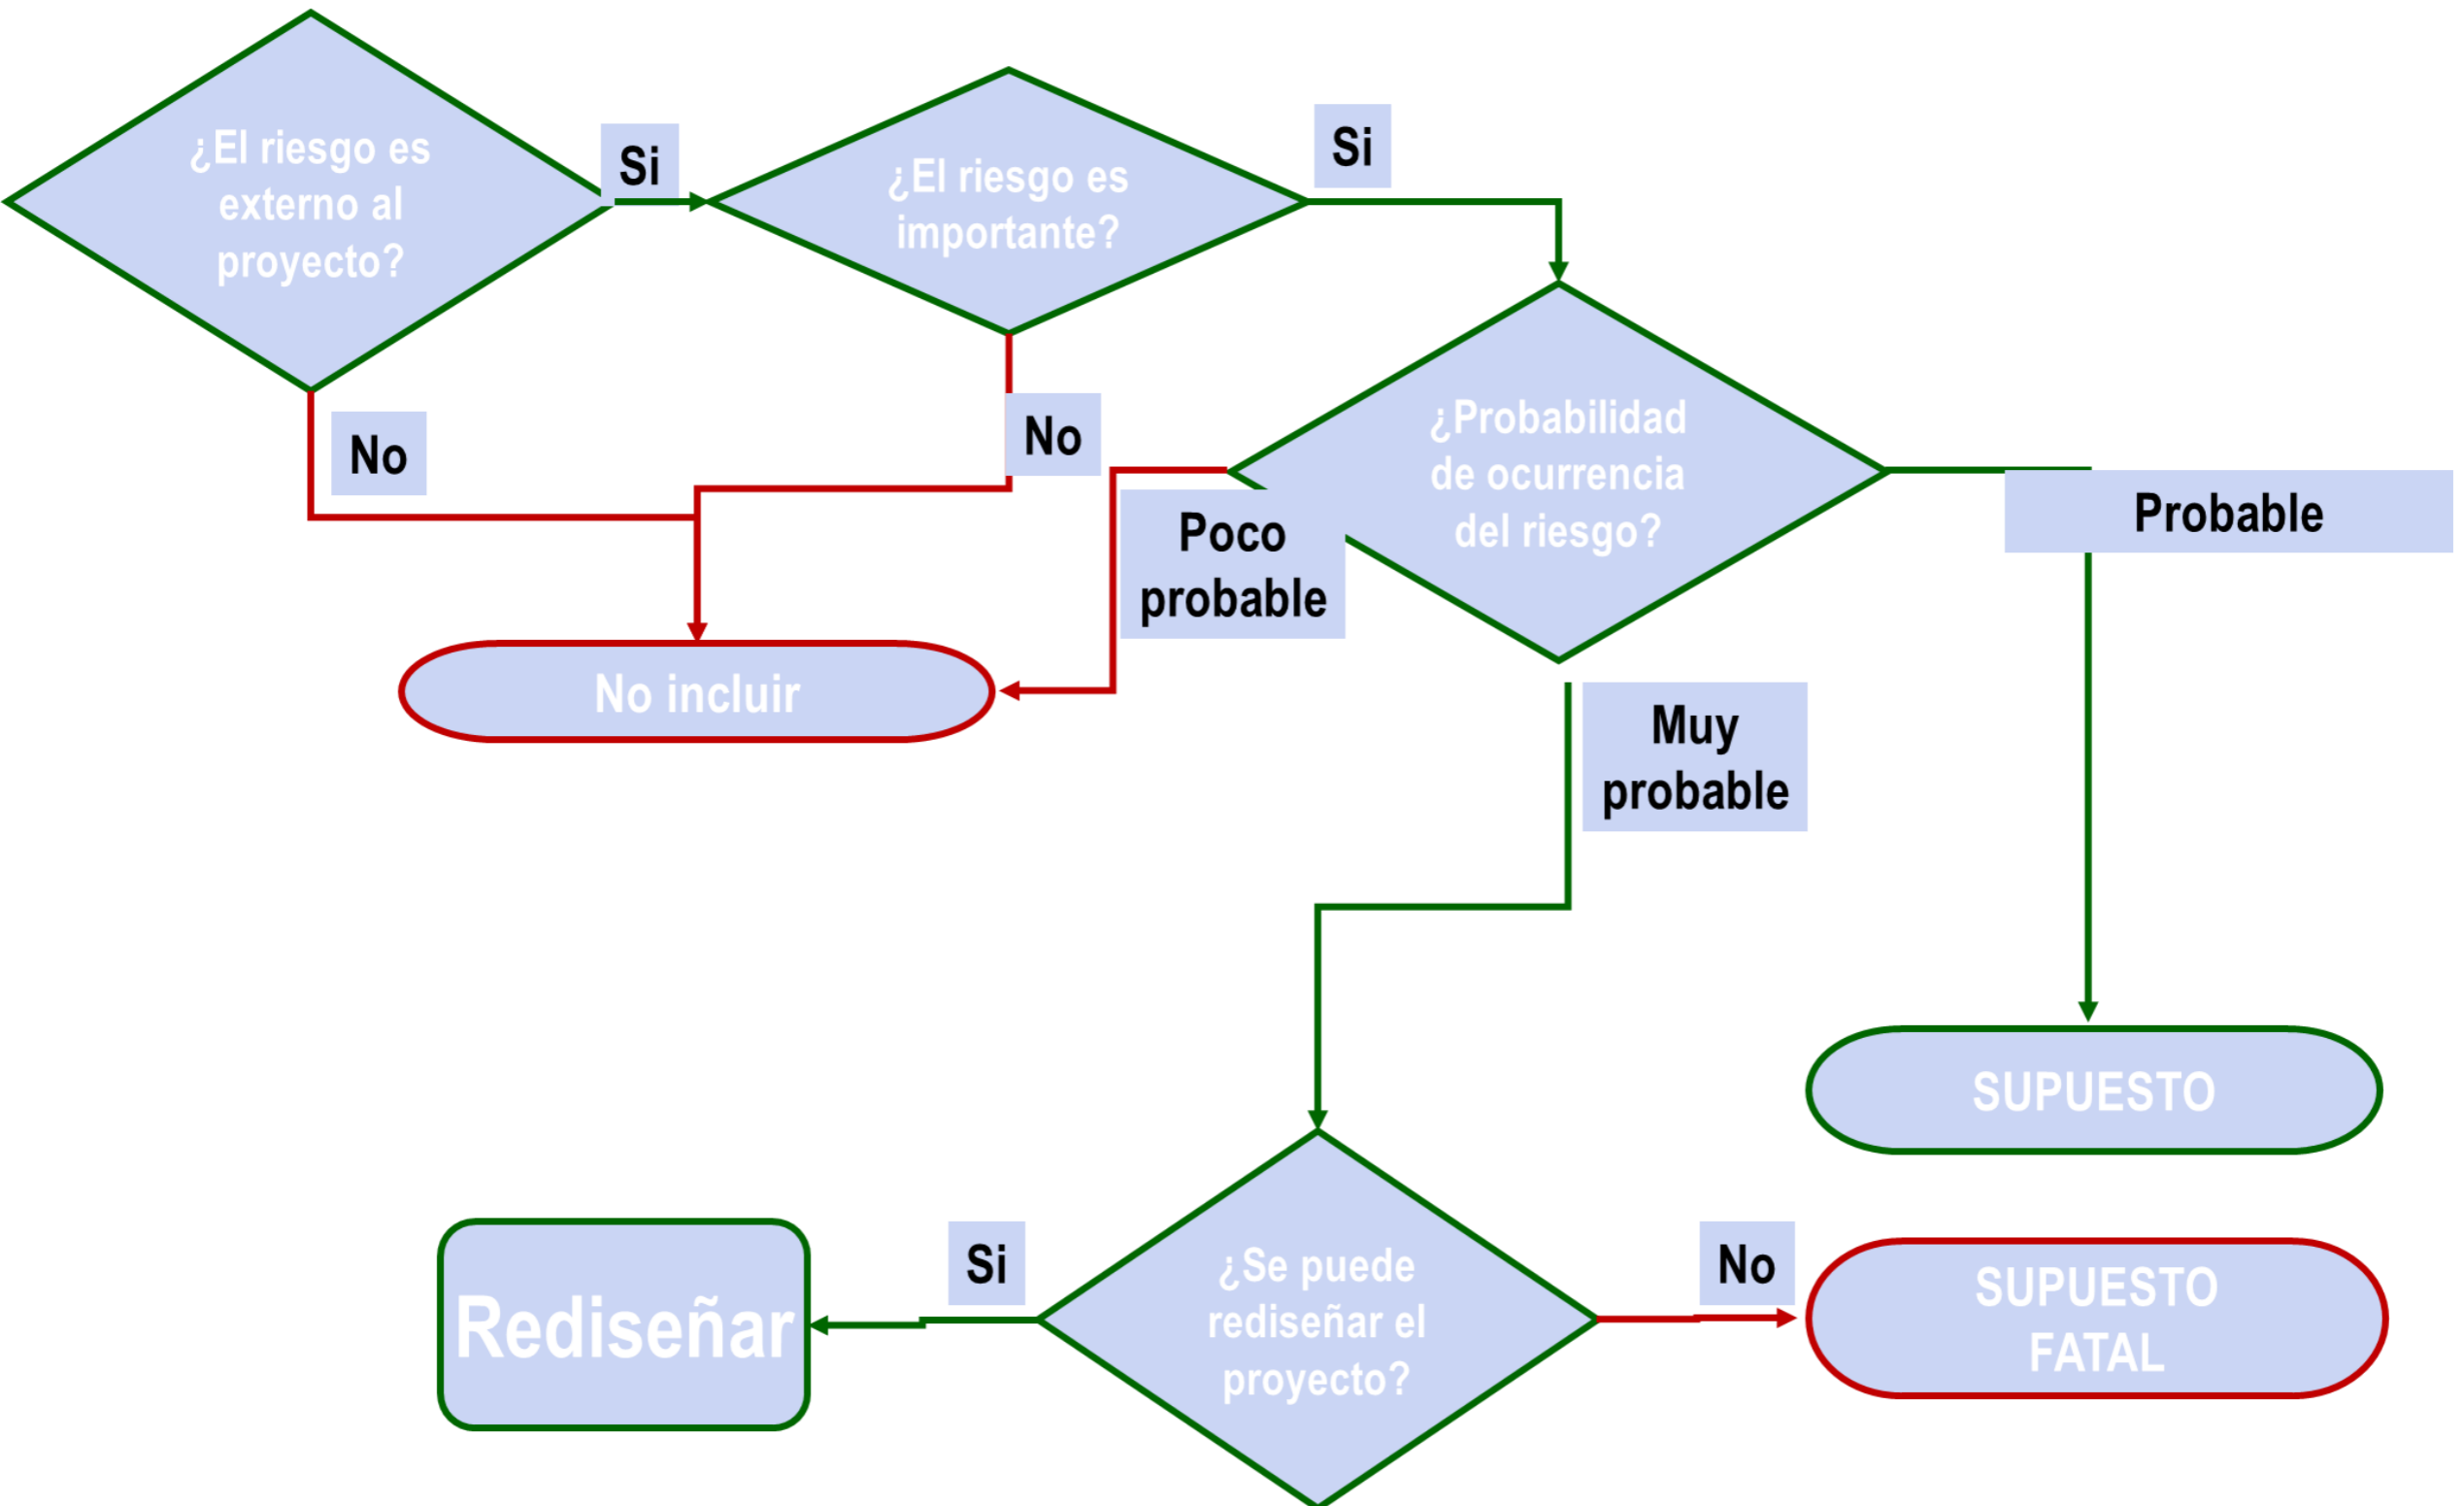 ¿El riesgo es
externo al
proyecto?
Si
¿El riesgo es
importante?
Si
No
No
¿Probabilidad
de ocurrencia
del riesgo?
Probable
Poco
probable
No incluir
Muy
probable
SUPUESTO
Rediseñar
Si
¿Se puede
rediseñar el
proyecto?
No
SUPUESTO
FATAL